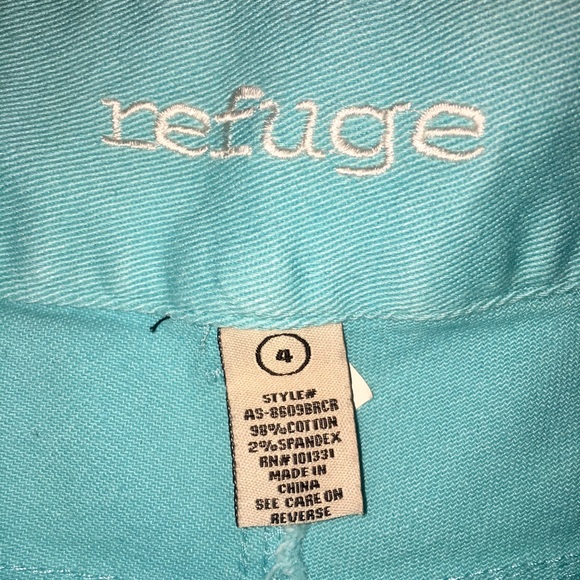 refuge
4
STYLE#
AS-8609BRCR
98%COTTON
2%SPANDEX
RN#101331
MADE IN
CHINA
SEE CARE ON
REVERSE